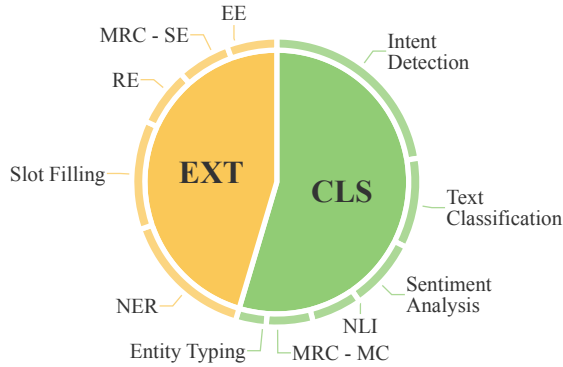 EE
MRC - SE
RE
Slot Filling
NER
EXT
CLS
Intent
Detection
Text
Classification
Sentiment
Analysis
NLI
MRC - MC
Entity Typing